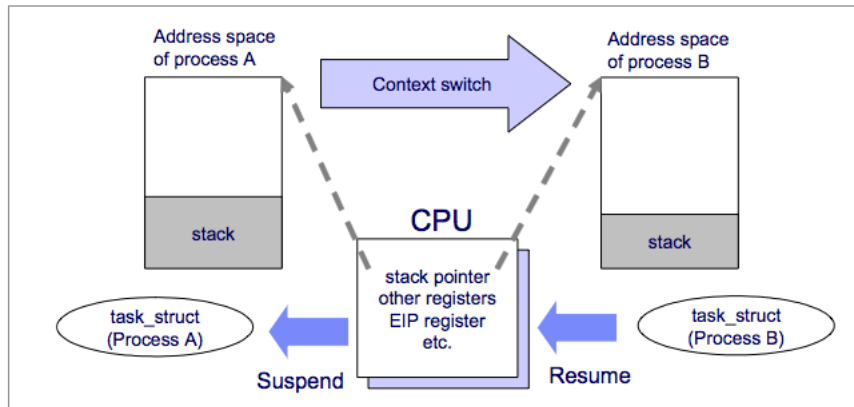 Address space
of process A
Context switch
Address space
of process B
stack
CPU
stack pointer
other registers
EIP register
etc.
stack
task_struct
(Process A)
Suspend
Resume
task_struct
(Process B)